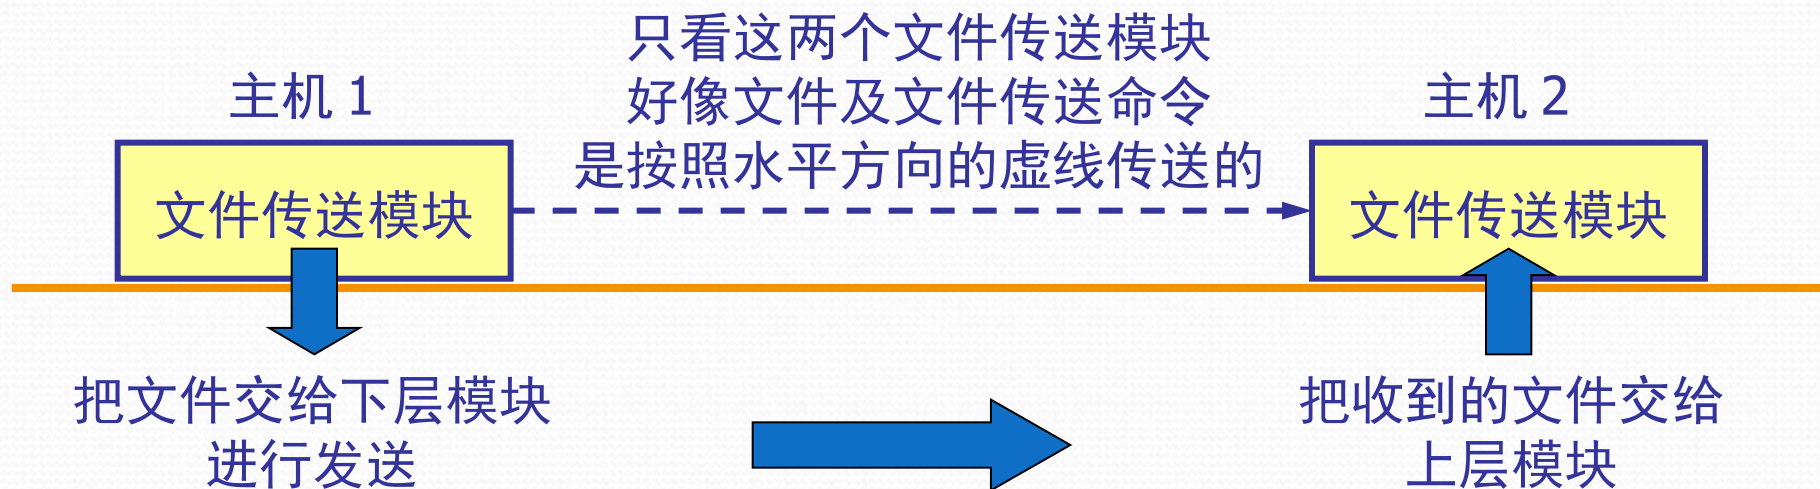 只看这两个文件传送模块
好像文件及文件传送命令
是按照水平方向的虚线传送的
主机 1
主机 2
文件传送模块
文件传送模块
把文件交给下层模块
进行发送
把收到的文件交给
上层模块